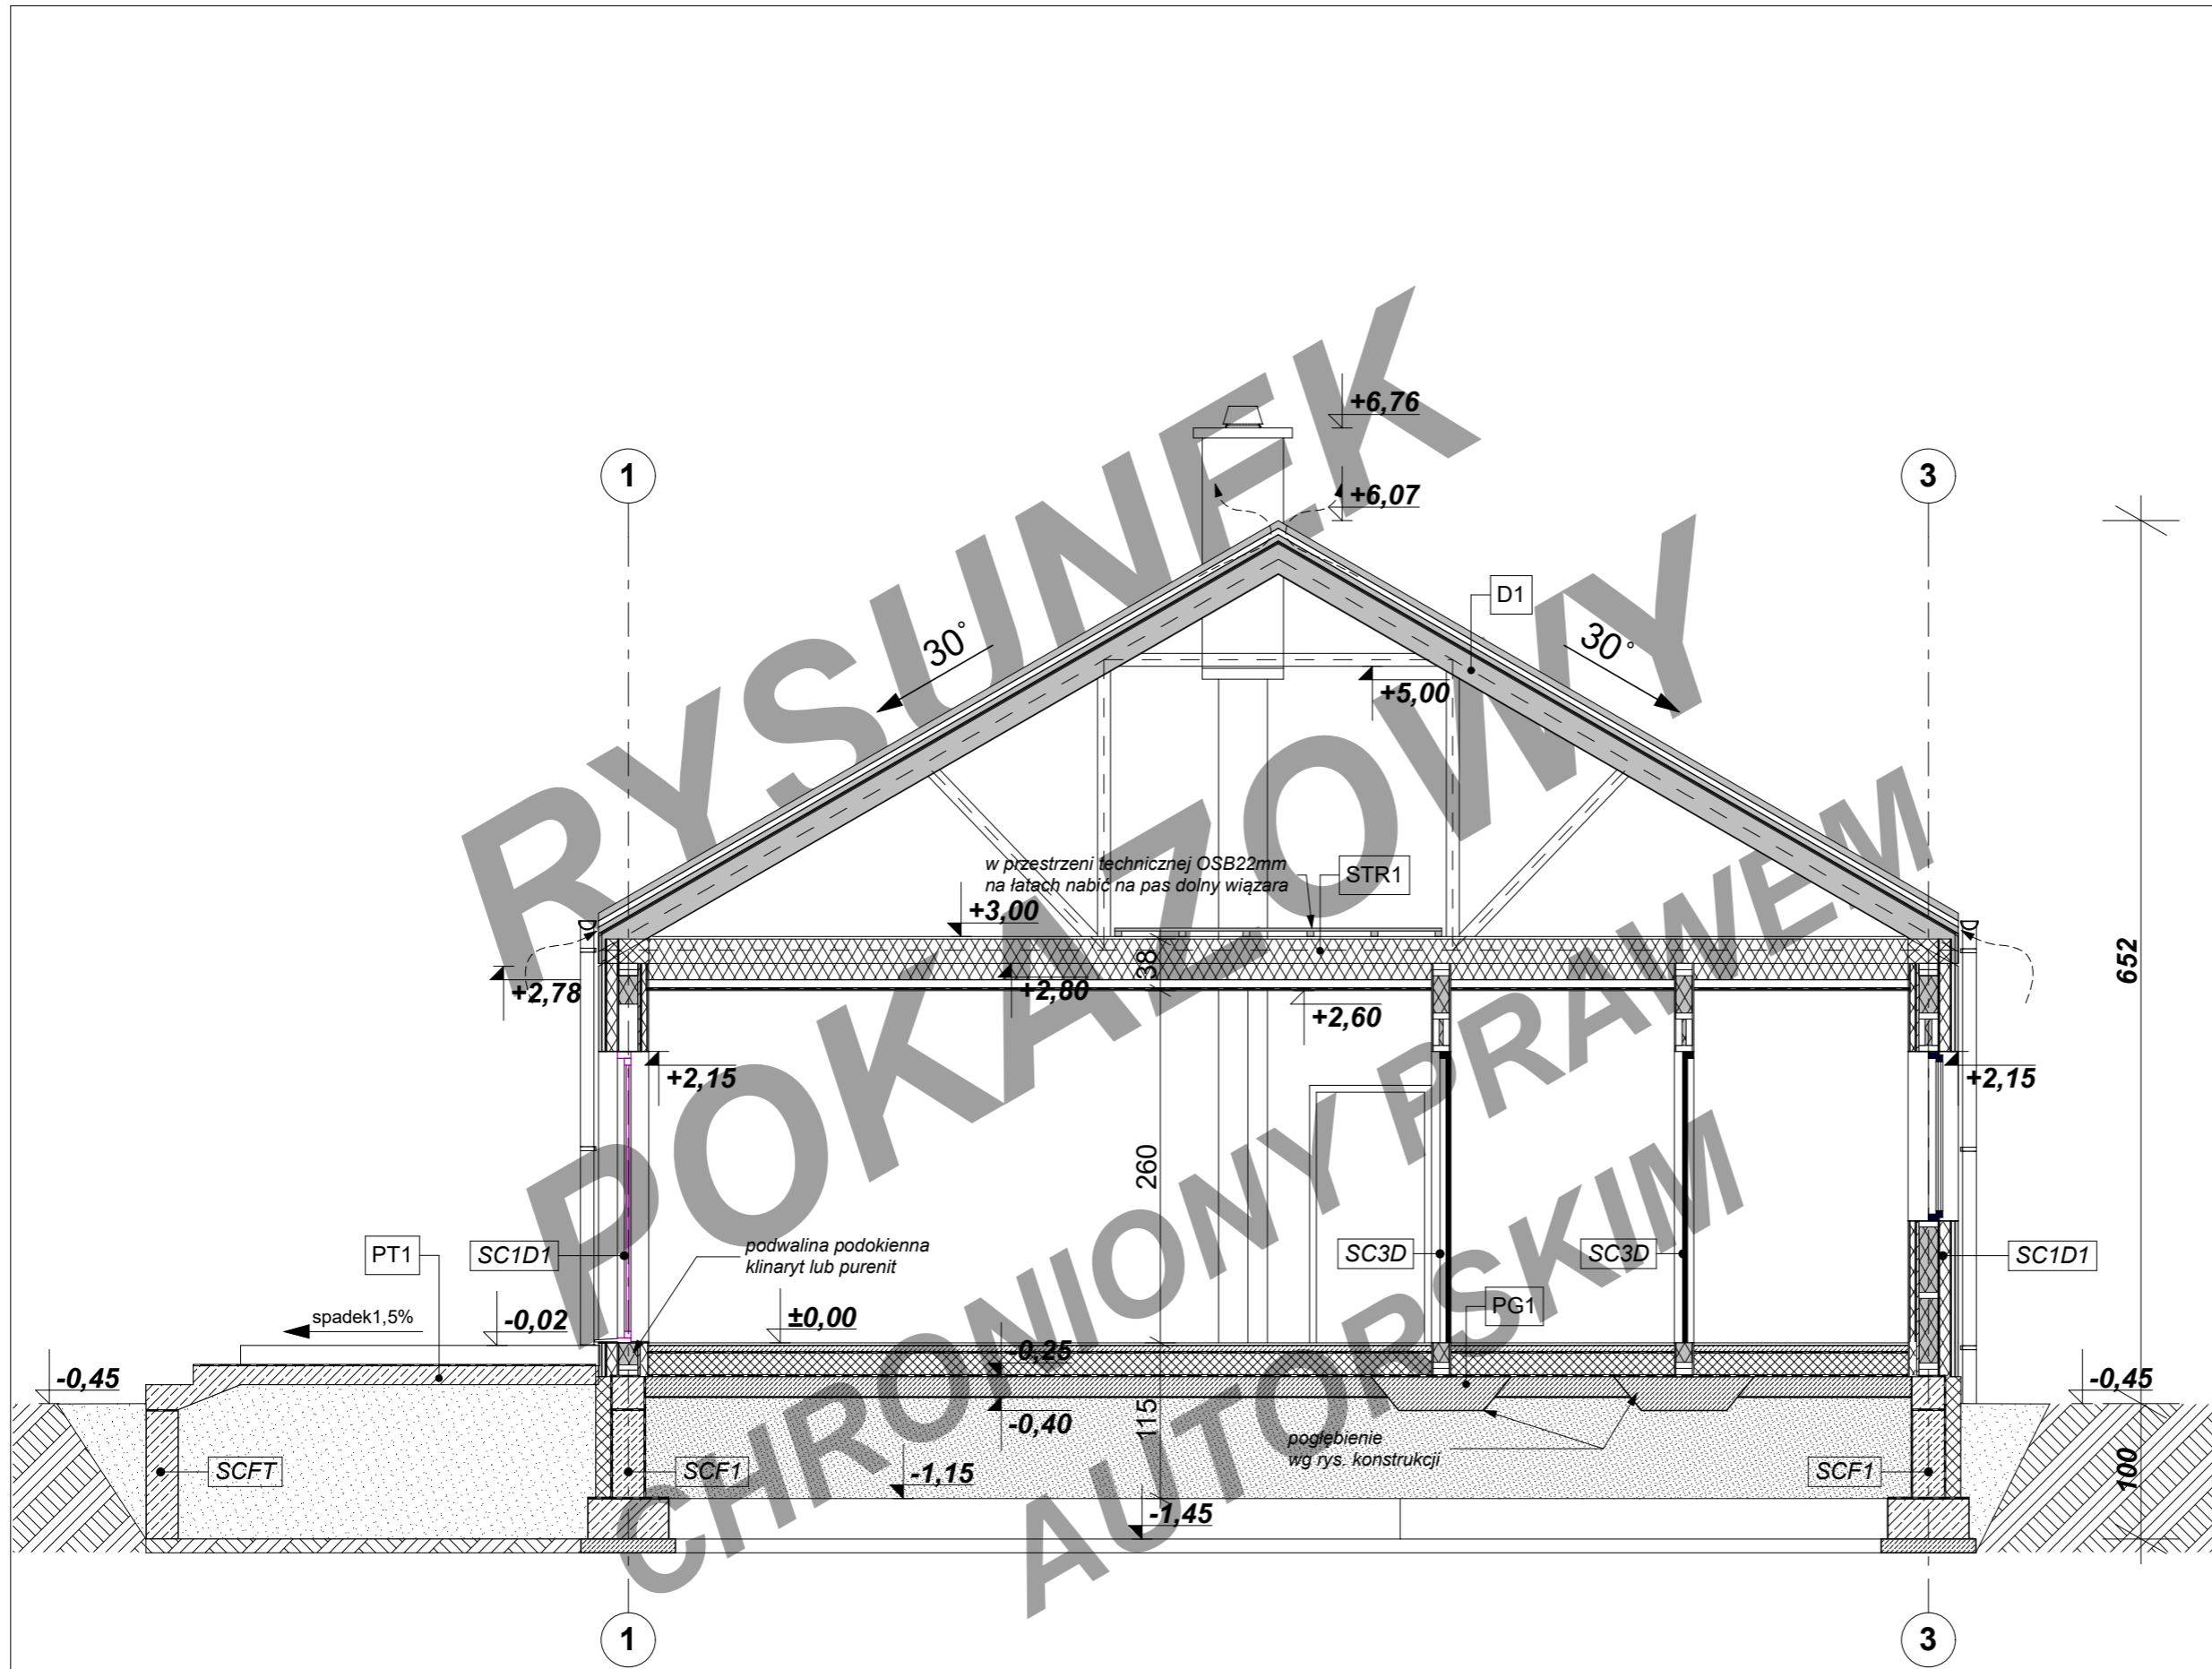 +6,76
1
3
+6,07
D1
30°
30°
+5,00
w przestrzeni technicznej OSB22mm
na łatach nabić na pas dolny wiązara
STR1
+3,00
38
652
+2,78
+2,80
+2,60
+2,15
+2,15
260
PT1
SC1D1
podwalina podokienna
klinaryt lub purenit
SC3D
SC3D
SC1D1
PG1
spadek1,5%
-0,02
±0,00
-0,25
-0,45
-0,45
-0,40
115
pogłębienie
wg rys. konstrukcji
SCFT
SCF1
-1,15
SCF1
100
-1,45
1
3
RYSUNEK
POKAZOWY
CHRONIONY PRAWEM
AUTORSKIM